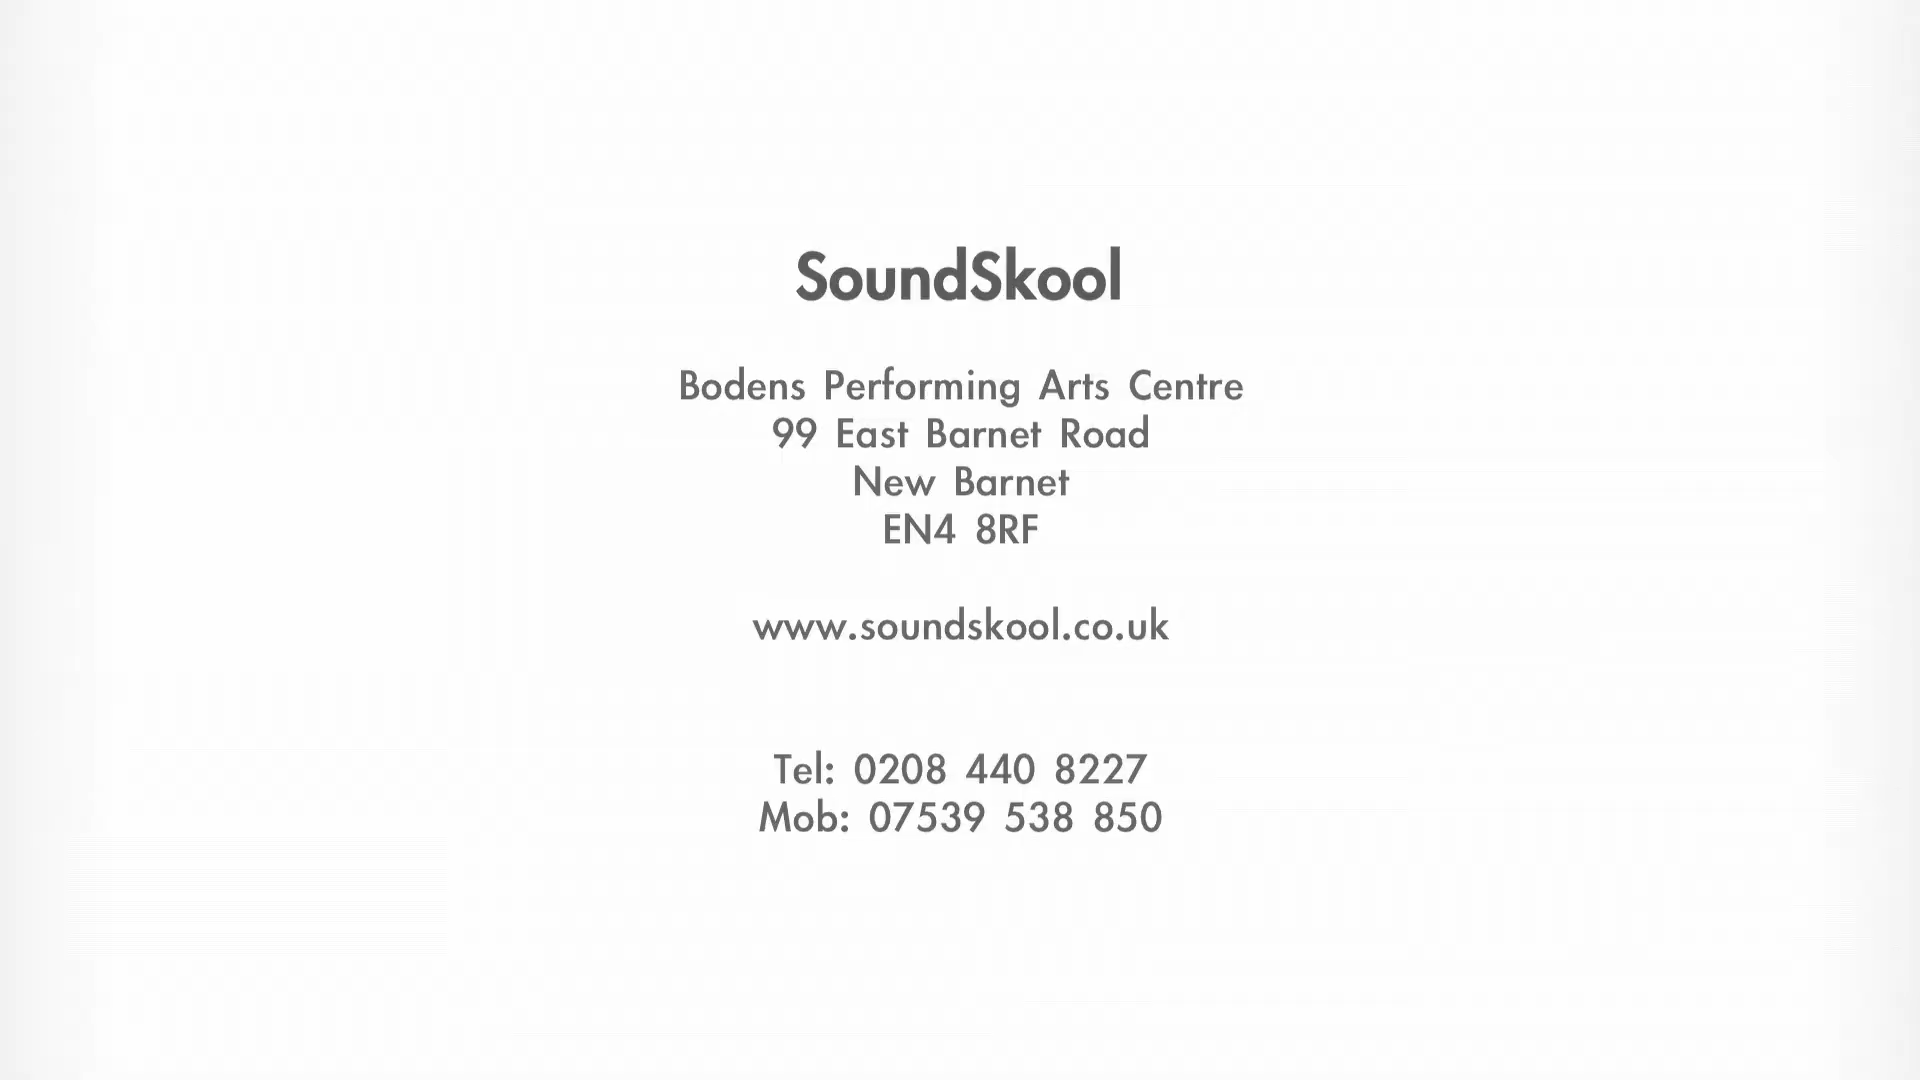 SoundSkool
Bodens Performing Arts Centre
99 East Barnet Road
New Barnet
EN4 8RF
www.soundskool.co.uk
Tel: 0208 440 8227
Mob: 07539 538 850